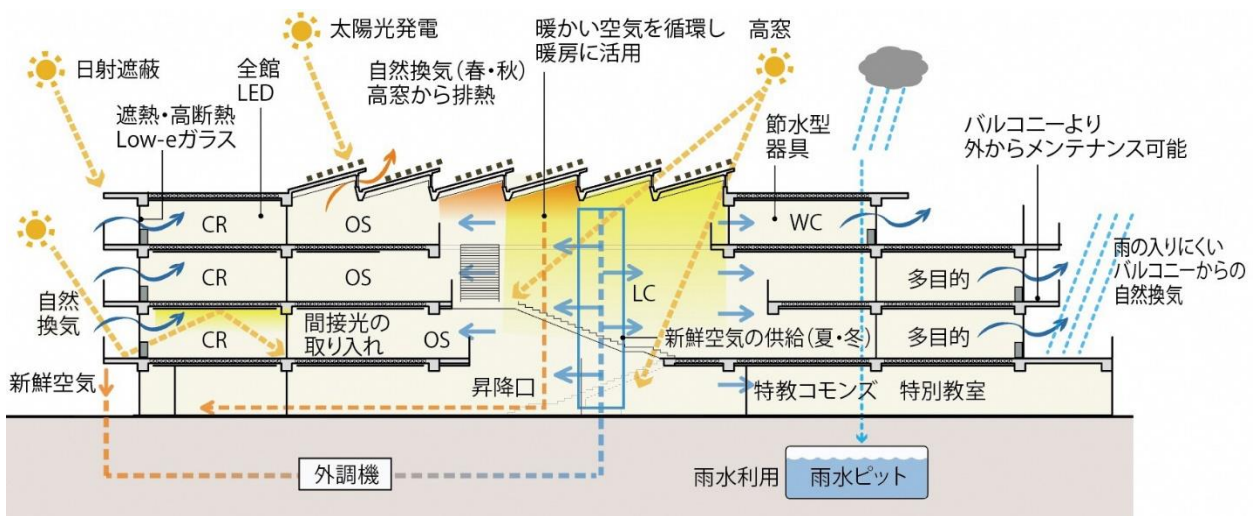 太陽光発電
暖かい空気を循環し
暖房に活用
高窓
日射遮蔽
全館
LED
自然換気（春・秋）
高窓から排熱
遮熱・高断熱
Low-eガラス
節水型
器具
バルコニーより
外からメンテナンス可能
CR
OS
WC
雨の入りにくい
バルコニーからの
自然換気
CR
OS
LC
多目的
自然
換気
CR
間接光の
取り入れ
OS
新鮮空気の供給（夏・冬）
多目的
新鮮空気
昇降口
特教コモンズ
特別教室
外調機
雨水利用
雨水ピット